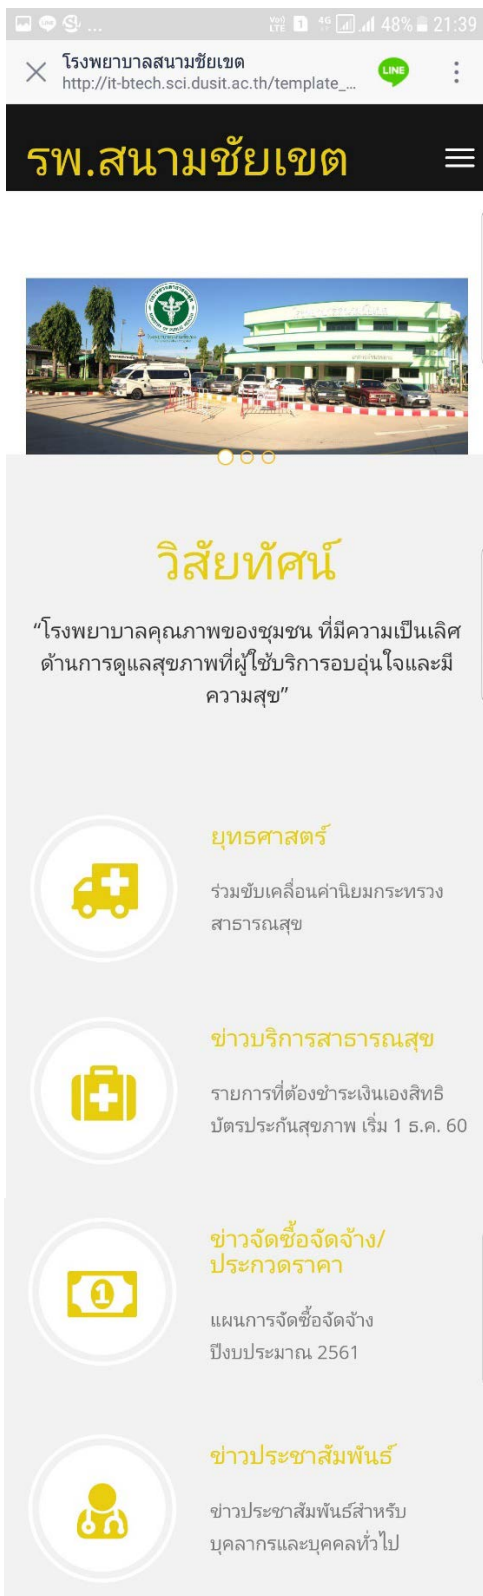 ... VoD LTE 1 4G 48% 21:39
โรงพยาบาลสนามชัยเขต
http://it-btech.sci.dusit.ac.th/template_...
LINE
รพ.สนามชัยเขต
วิสัยทัศน์
“โรงพยาบาลคุณภาพของชุมชน ที่มีความเป็นเลิศ
ด้านการดูแลสุขภาพที่ผู้ใช้บริการอบอุ่นใจและมี
ความสุข”
ยุทธศาสตร์
ร่วมขับเคลื่อนค่านิยมกระทรวง
สาธารณสุข
ข่าวบริการสาธารณสุข
รายการที่ต้องชำระเงินเองสิทธิ
บัตรประกันสุขภาพ เริ่ม 1 ธ.ค. 60
ข่าวจัดซื้อจัดจ้าง/
ประกวดราคา
1
แผนการจัดซื้อจัดจ้าง
ปีงบประมาณ 2561
ข่าวประชาสัมพันธ์
ข่าวประชาสัมพันธ์สำหรับ
บุคลากรและบุคคลทั่วไป